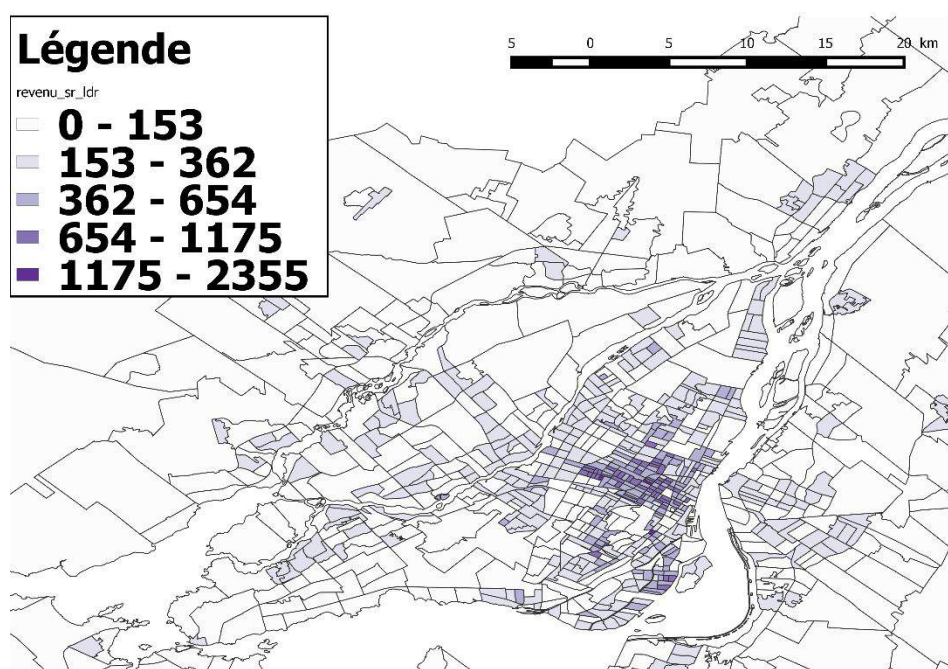 Légende
revenu_sr_ldr
0 - 153
153 - 362
362 - 654
654 - 1175
1175 - 2355
5 0 5 10 15 20 km